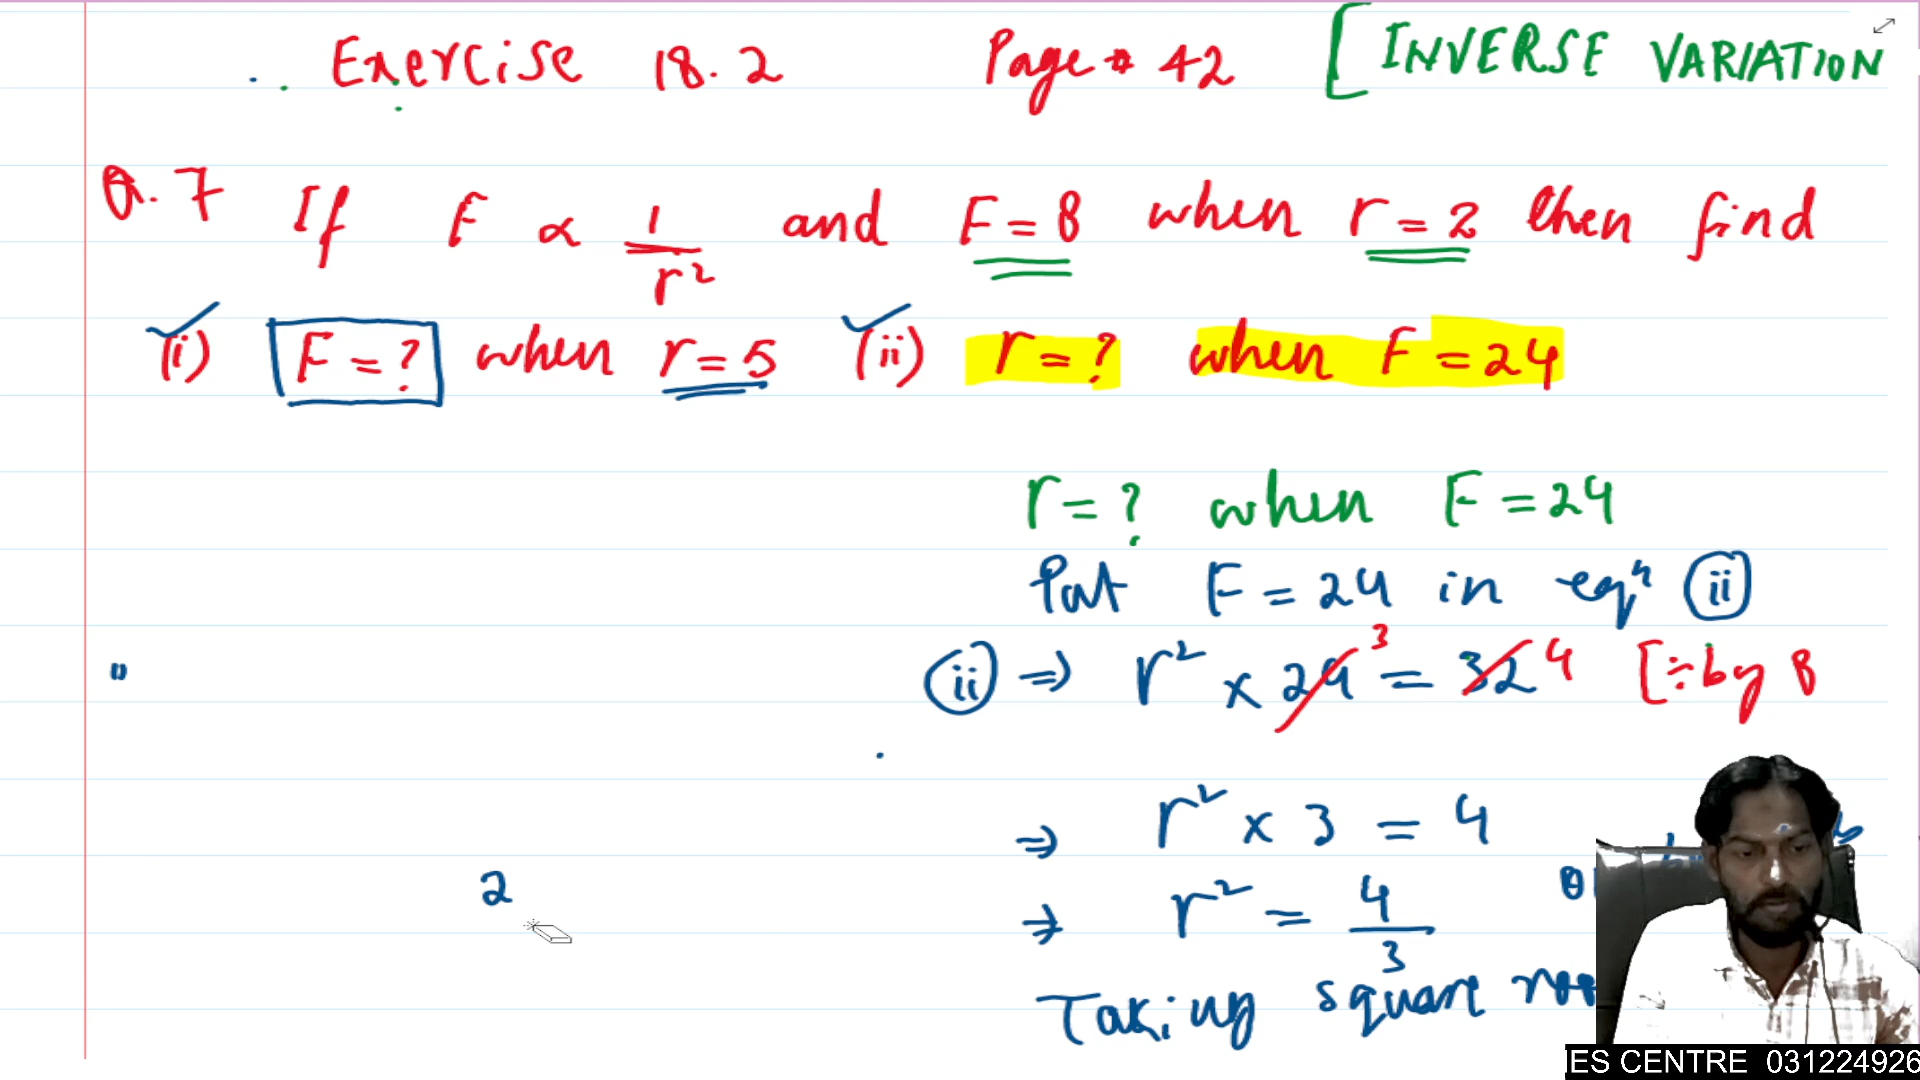 Exercise 18.2 Page # 42 [INVERSE VARIATION
Q.7 If F ∝ 1/r² and F = 8 when r = 2 then find
(i) F = ? when r = 5 (ii) r = ? when F = 24
r = ? when F = 24
Put F = 24 in eqⁿ (ii)
(ii) ⇒ r² × 24 3 = 32 4 [÷ by 8
⇒ r² × 3 = 4
2
⇒ r² = 4/3
Taking square
IES CENTRE 031224926